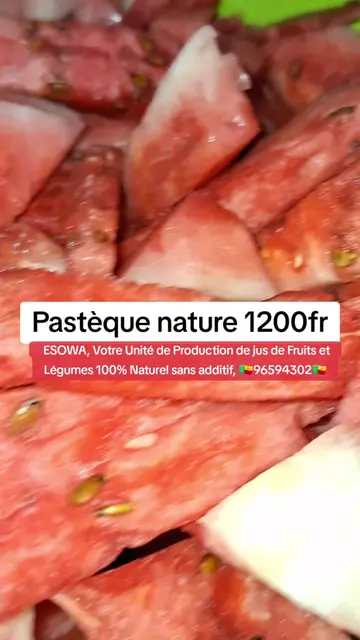 Pastèque nature 1200fr
ESOWA, Votre Unité de Production de jus de Fruits et
Légumes 100% Naturel sans additif, 🇧🇯96594302🇧🇯